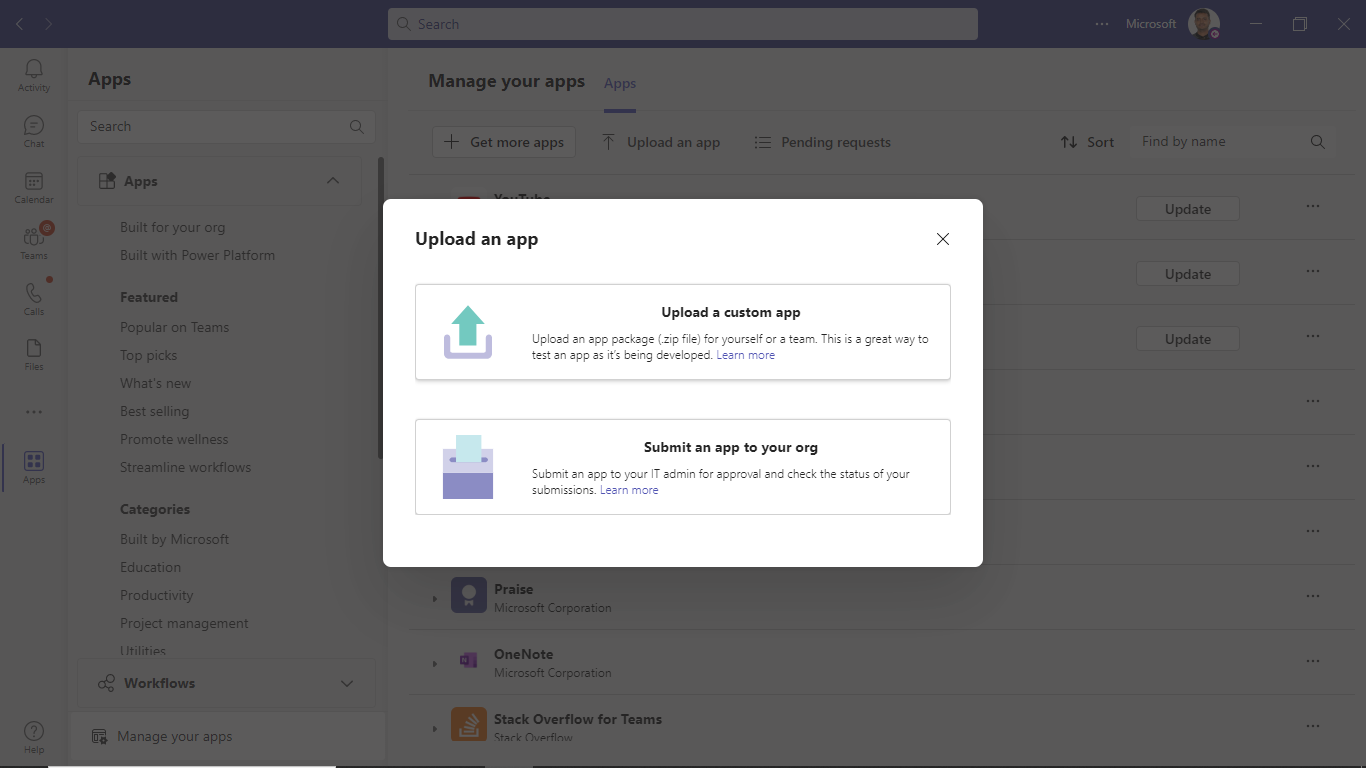 Search
Microsoft
Activity
Chat
Calendar
Teams
Calls
Files
Apps
Help
Apps
Search
Apps
Built for your org
Built with Power Platform
Featured
Popular on Teams
Top picks
What's new
Best selling
Promote wellness
Streamline workflows
Categories
Built by Microsoft
Education
Productivity
Project management
Utilities
Workflows
Manage your apps
Manage your apps Apps
Get more apps Upload an app Pending requests Sort Find by name
YouTube
Update
Update
Update
Upload an app
Upload a custom app
Upload an app package (.zip file) for yourself or a team. This is a great way to
test an app as it's being developed. Learn more
Submit an app to your org
Submit an app to your IT admin for approval and check the status of your
submissions. Learn more
Praise
Microsoft Corporation
OneNote
Microsoft Corporation
Stack Overflow for Teams
Stack Overflow